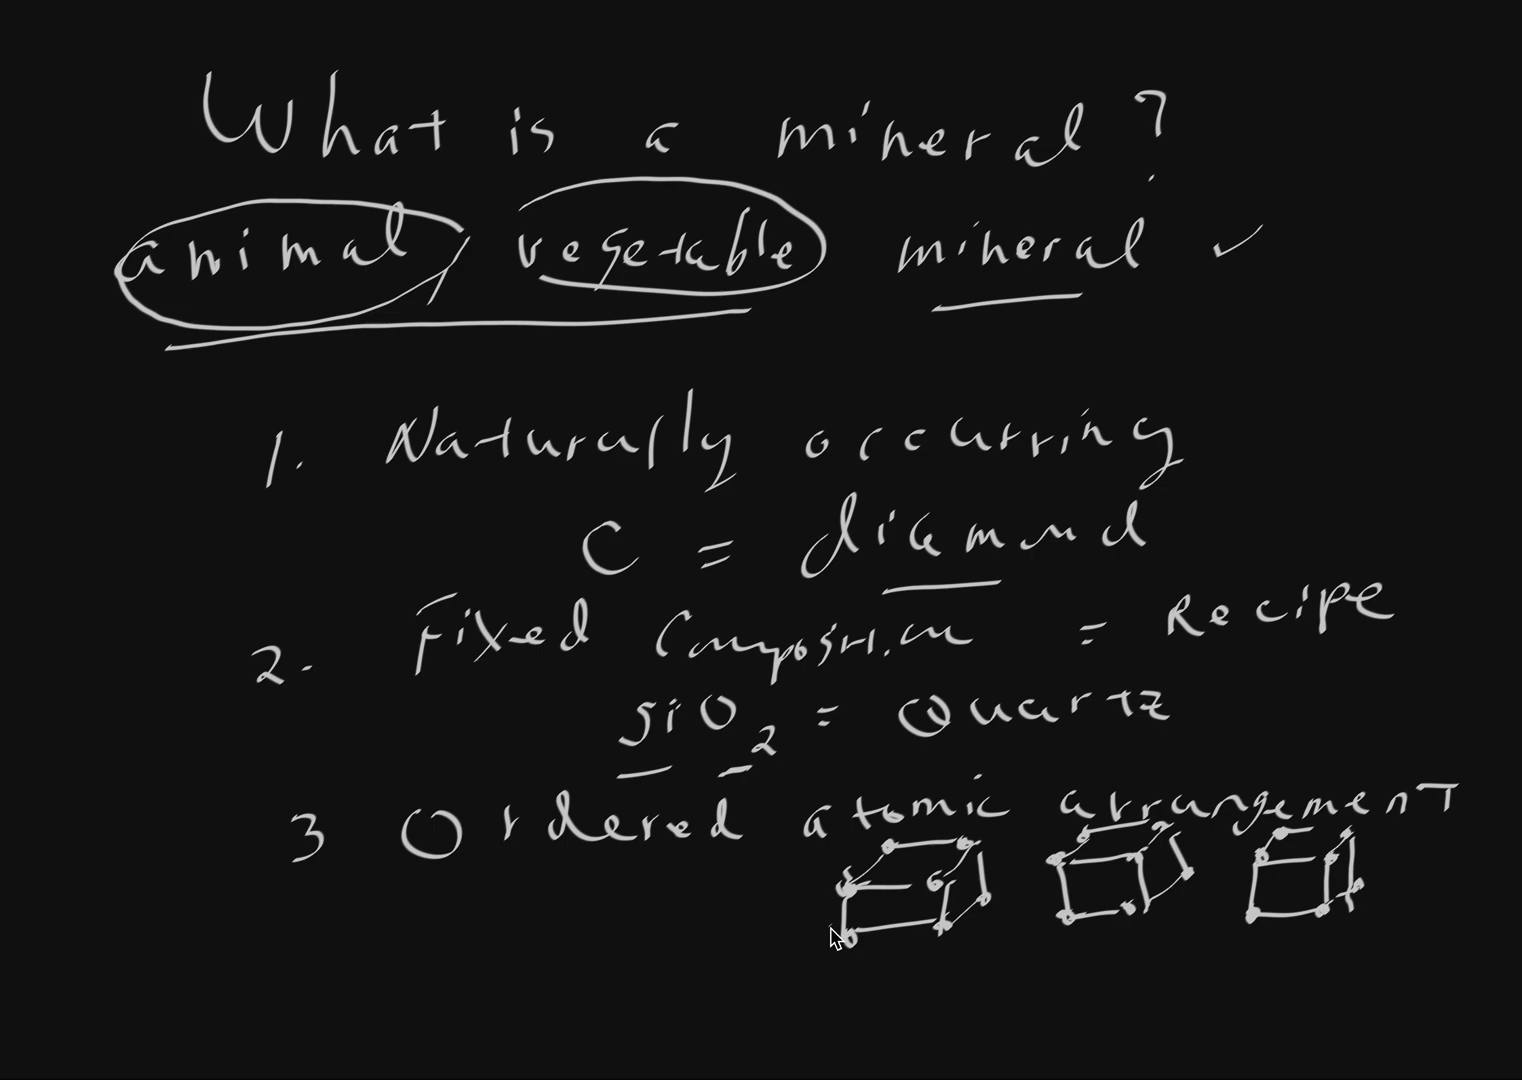 What is a mineral?
animal, vegetable mineral ✓
1. Naturally occurring
C = diamond
2. Fixed Composition = Recipe
SiO₂ = Quartz
3 Ordered atomic arrangement